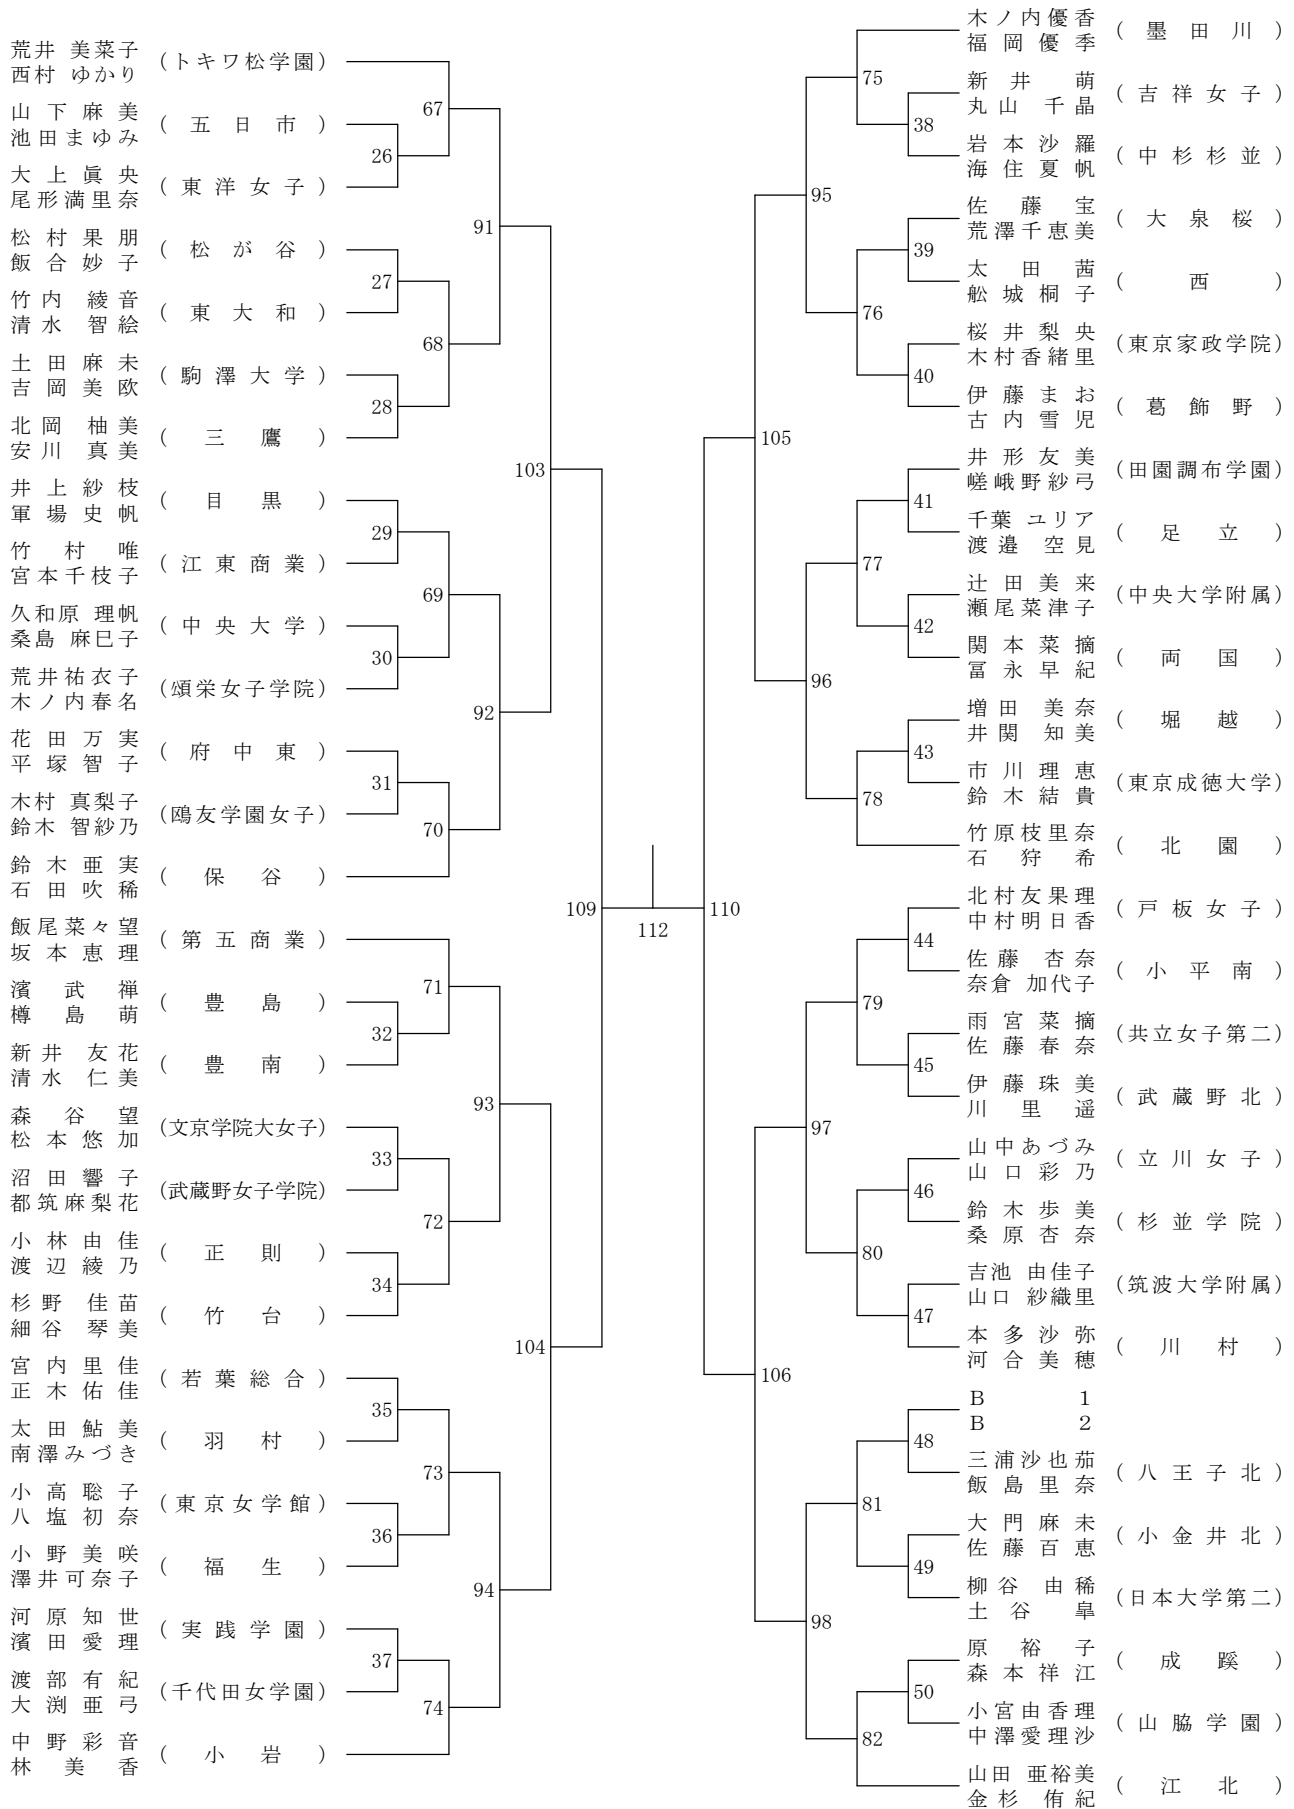 荒井 美菜子
西村 ゆかり
(トキワ松学園)
山下麻美
池田まゆみ
(五日市)
大上眞央
尾形満里奈
(東洋女子)
松村果朋
飯合妙子
(松が谷)
竹内 綾音
清水 智絵
(東大和)
土田麻未
吉岡美欧
(駒澤大学)
北岡 柚美
安川 真美
(三鷹)
井上紗枝
軍場史帆
(目黒)
竹村唯
宮本千枝子
(江東商業)
久和原 理帆
桑島 麻巳子
(中央大学)
荒井祐衣子
木ノ内春名
(頌栄女子学院)
花田万実
平塚智子
(府中東)
木村 真梨子
鈴木 智紗乃
(鴎友学園女子)
鈴木亜実
石田吹稀
(保谷)
飯尾菜々望
坂本恵理
(第五商業)
濱武禅
樽島萌
(豊島)
新井 友花
清水 仁美
(豊南)
森谷望
松本悠加
(文京学院大女子)
沼田響子
都筑麻梨花
(武蔵野女子学院)
小林由佳
渡辺綾乃
(正則)
杉野 佳苗
細谷 琴美
(竹台)
宮内里佳
正木佑佳
(若葉総合)
太田鮎美
南澤みづき
(羽村)
小高聡子
八塩初奈
(東京女学館)
小野美咲
澤井可奈子
(福生)
河原知世
濱田愛理
(実践学園)
渡部有紀
大渕亜弓
(千代田女学園)
中野彩音
林美香
(小岩)
67
26
91
27
68
28
103
29
69
30
92
31
70
109
71
32
93
33
72
34
104
35
73
36
94
37
74
112
110
75
38
95
39
76
40
105
41
77
42
96
43
78
44
79
45
97
46
80
47
106
48
81
49
98
50
82
木ノ内優香
福岡優季
(墨田川)
新井萌
丸山千晶
(吉祥女子)
岩本沙羅
海住夏帆
(中杉杉並)
佐藤宝
荒澤千恵美
(大泉桜)
太田茜
舩城桐子
(西)
桜井梨央
木村香緒里
(東京家政学院)
伊藤まお
古内雪児
(葛飾野)
井形友美
嵯峨野紗弓
(田園調布学園)
千葉 ユリア
渡邉 空見
(足立)
辻田美来
瀬尾菜津子
(中央大学附属)
関本菜摘
冨永早紀
(両国)
増田 美奈
井関 知美
(堀越)
市川理恵
鈴木結貴
(東京成徳大学)
竹原枝里奈
石狩希
(北園)
北村友果理
中村明日香
(戸板女子)
佐藤 杏奈
奈倉 加代子
(小平南)
雨宮菜摘
佐藤春奈
(共立女子第二)
伊藤珠美
川里遥
(武蔵野北)
山中あづみ
山口彩乃
(立川女子)
鈴木歩美
桑原杏奈
(杉並学院)
吉池 由佳子
山口 紗織里
(筑波大学附属)
本多沙弥
河合美穂
(川村)
B 1
B 2
三浦沙也茄
飯島里奈
(八王子北)
大門麻未
佐藤百恵
(小金井北)
柳谷 由稀
土谷 皐
(日本大学第二)
原裕子
森本祥江
(成蹊)
小宮由香理
中澤愛理沙
(山脇学園)
山田 亜裕美
金杉 侑紀
(江北)